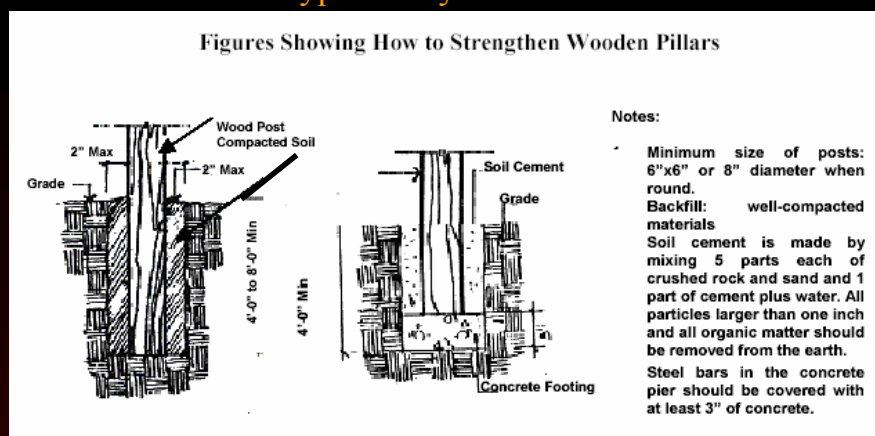 Figures Showing How to Strengthen Wooden Pillars
Wood Post
Compacted Soil
2” Max
2” Max
Grade
4'-0” to 8'-0” Min
4'-0” Min
Soil Cement
Grade
Concrete Footing
Notes:
Minimum size of posts:
6”x6” or 8” diameter when
round.
Backfill: well-compacted
materials
Soil cement is made by
mixing 5 parts each of
crushed rock and sand and 1
part of cement plus water. All
particles larger than one inch
and all organic matter should
be removed from the earth.
Steel bars in the concrete
pier should be covered with
at least 3” of concrete.